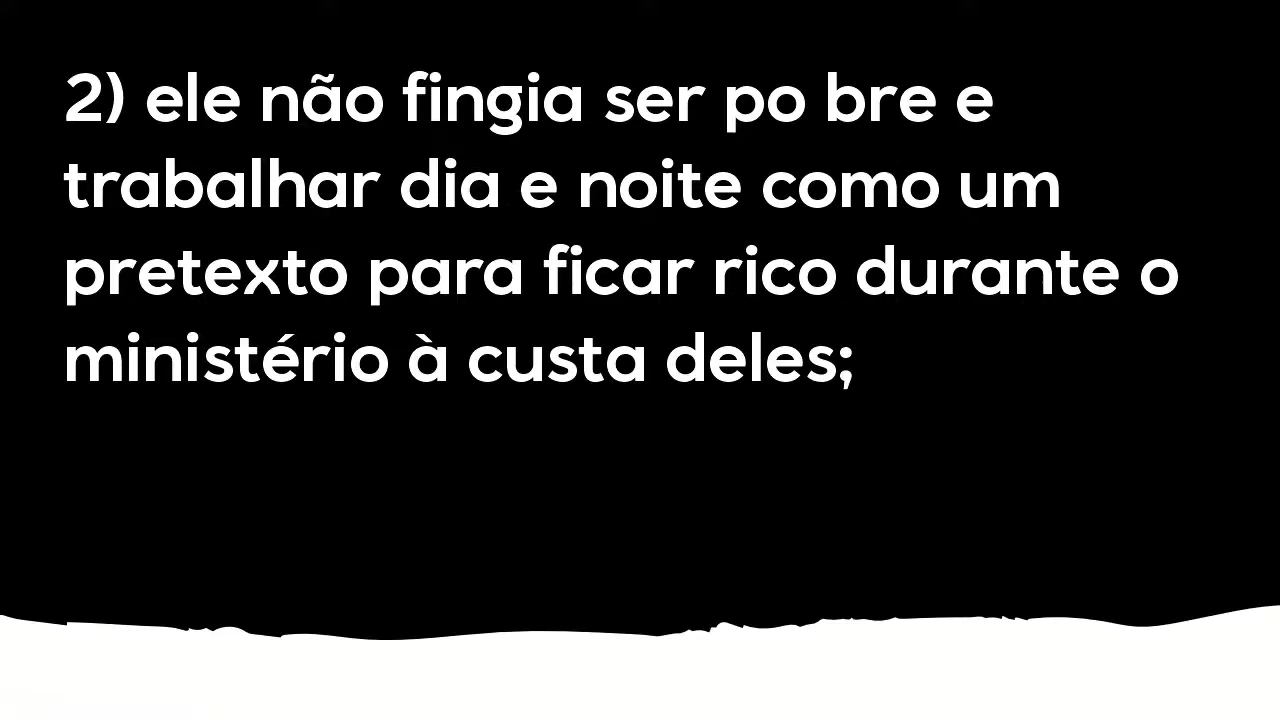 2) ele não fingia ser po bre e
trabalhar dia e noite como um
pretexto para ficar rico durante o
ministério à custa deles;